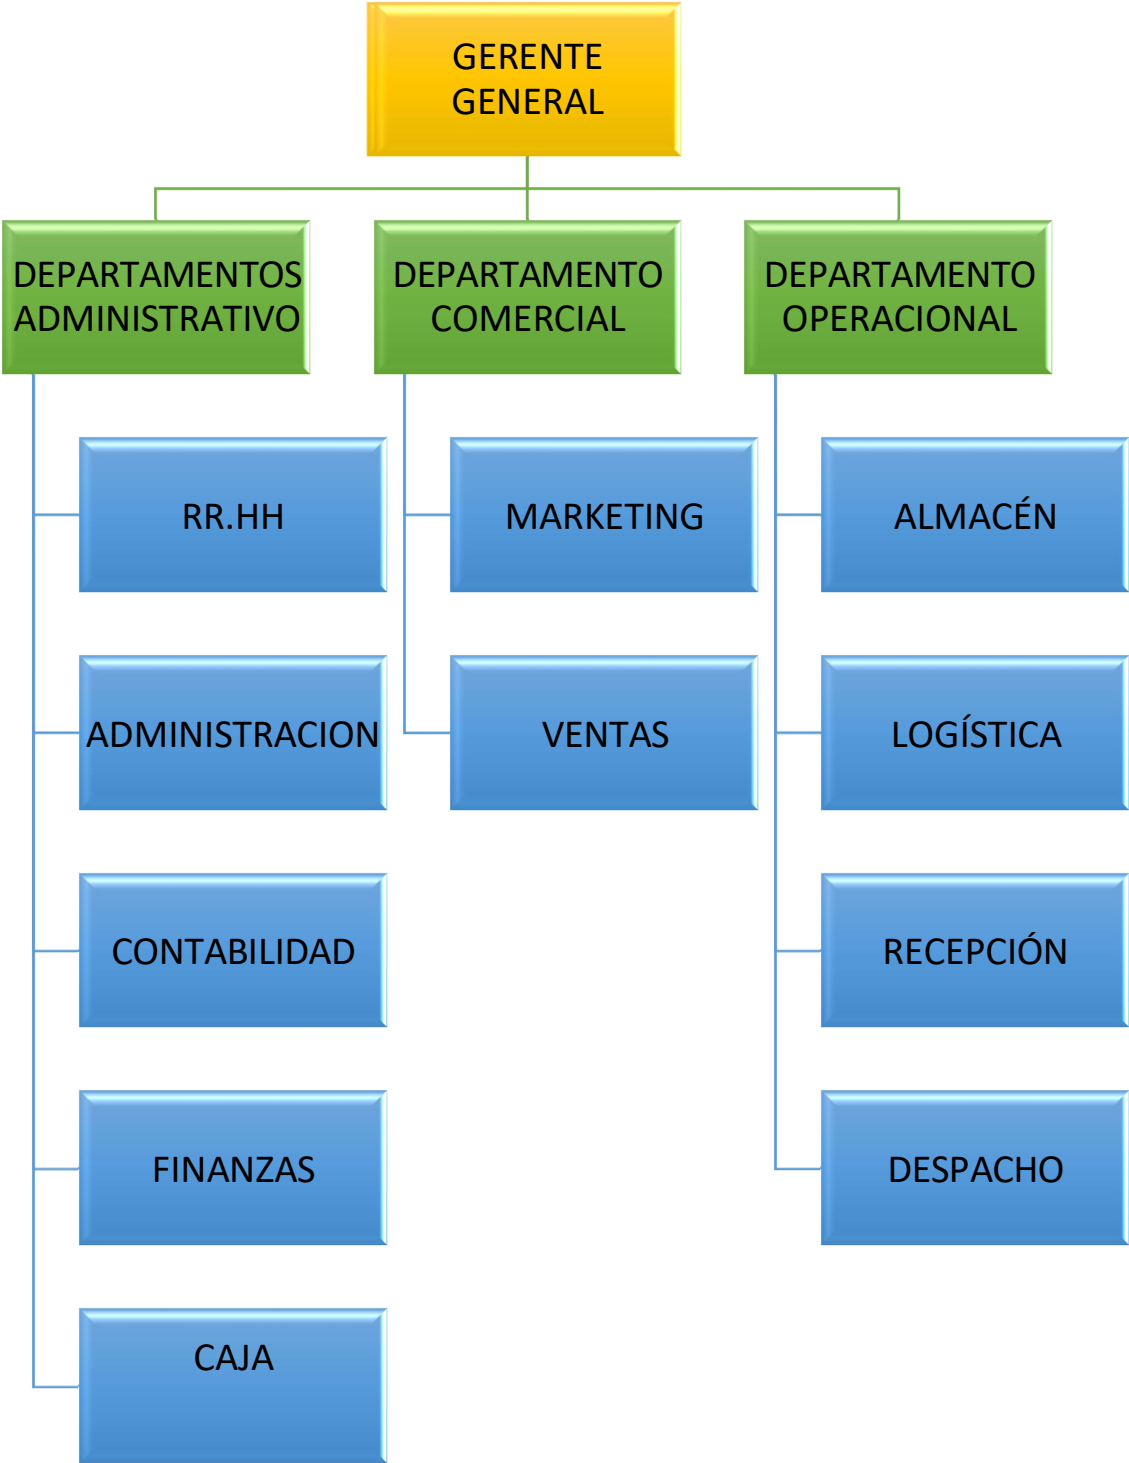 GERENTE
GENERAL
DEPARTAMENTOS
ADMINISTRATIVO
DEPARTAMENTO
COMERCIAL
DEPARTAMENTO
OPERACIONAL
RR.HH
MARKETING
ALMACÉN
ADMINISTRACION
VENTAS
LOGÍSTICA
CONTABILIDAD
RECEPCIÓN
FINANZAS
DESPACHO
CAJA